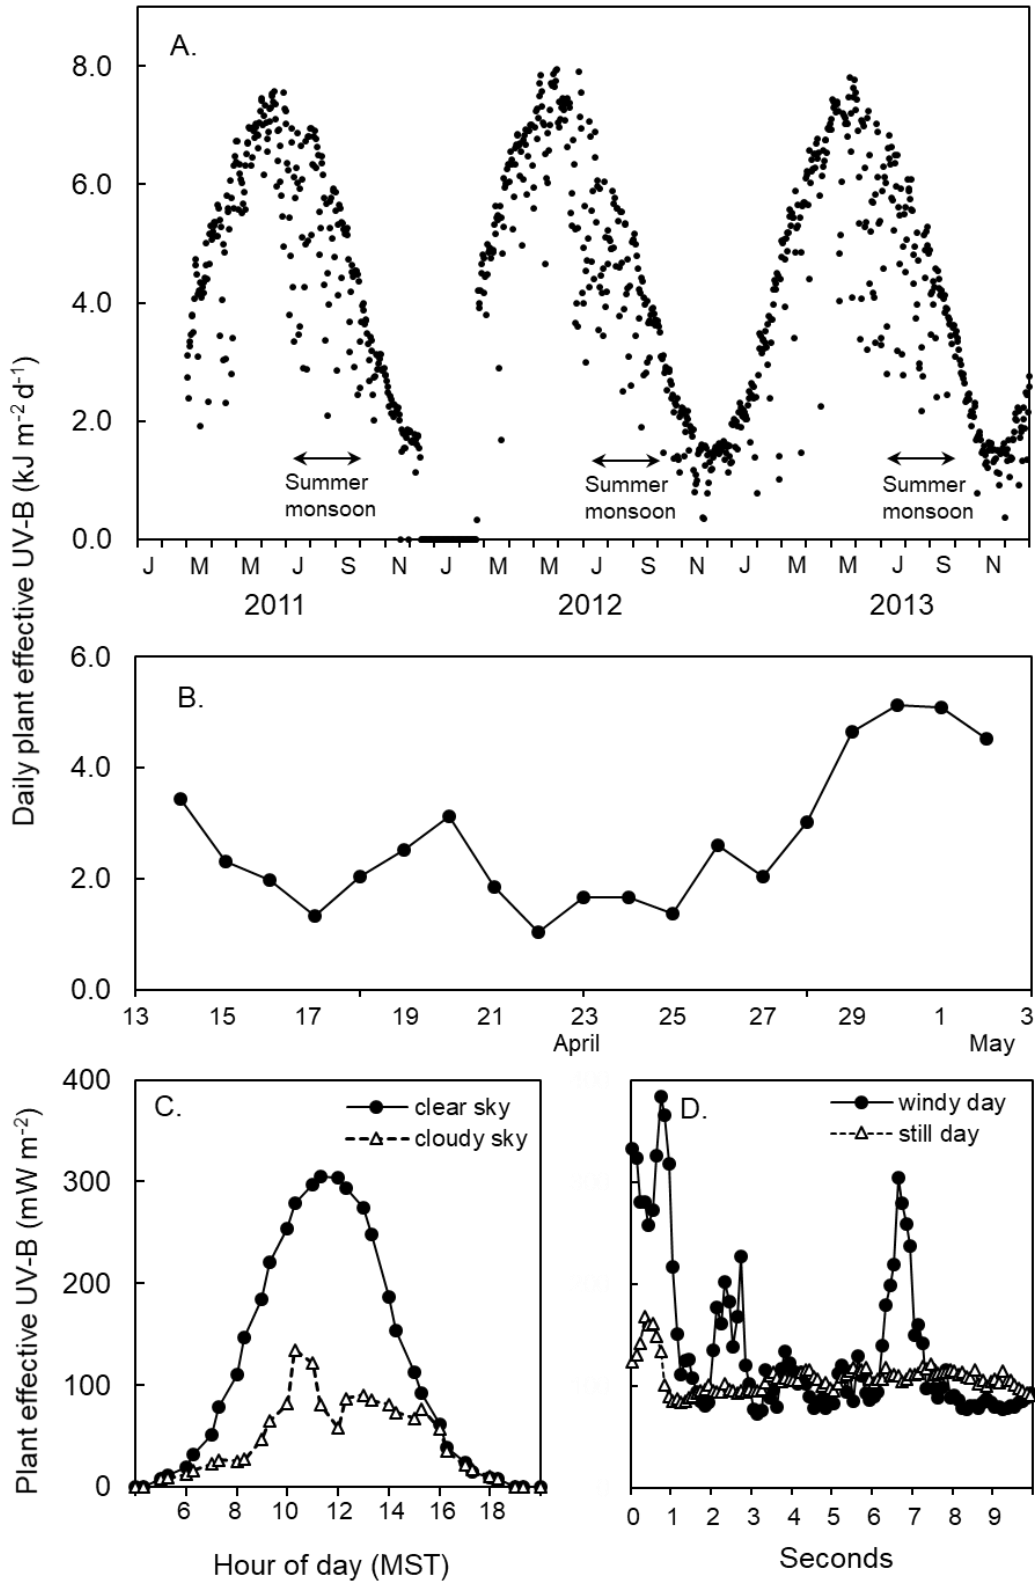 Daily plant effective UV-B (kJ m⁻² d⁻¹)
A.
8.0
6.0
4.0
2.0
0.0
Summer
monsoon
Summer
monsoon
Summer
monsoon
J M M J S N J M M J S N J M M J S N
2011 2012 2013
B.
6.0
4.0
2.0
0.0
13 15 17 19 21 23 25 27 29 1 3
April May
Plant effective UV-B (mW m⁻²)
C.
clear sky
cloudy sky
400
300
200
100
0
6 8 10 12 14 16 18
Hour of day (MST)
D.
windy day
still day
0 1 2 3 4 5 6 7 8 9
Seconds